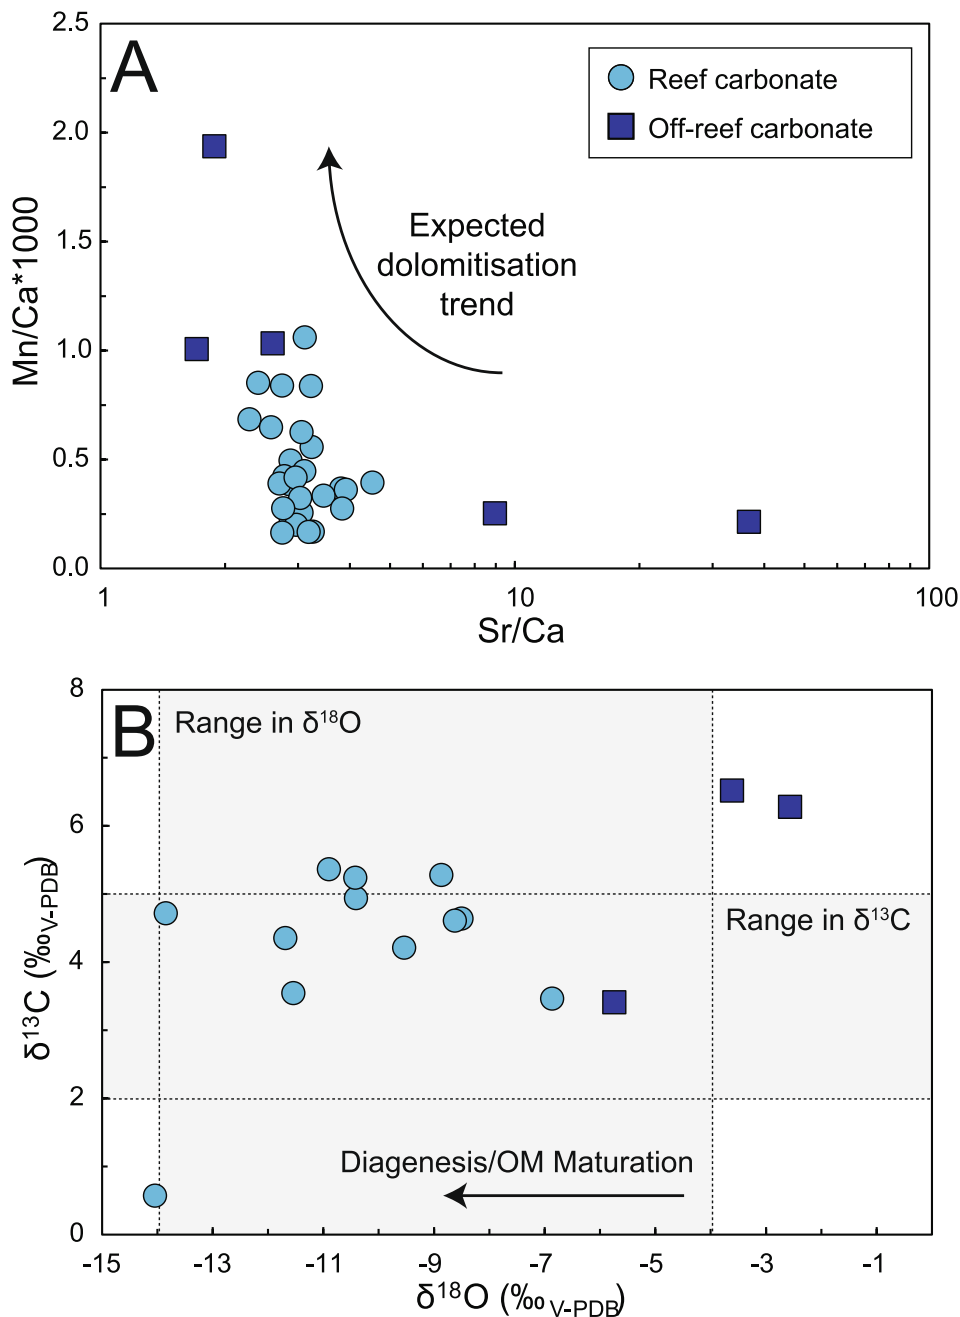 A
2.5
2.0
1.5
1.0
0.5
0.0
Mn/Ca*1000
Reef carbonate
Off-reef carbonate
Expected
dolomitisation
trend
1
10
100
Sr/Ca
B
8
6
4
2
0
δ¹³C (‰V-PDB)
Range in δ¹⁸O
Range in δ¹³C
Diagenesis/OM Maturation
-15
-13
-11
-9
-7
-5
-3
-1
δ¹⁸O (‰V-PDB)